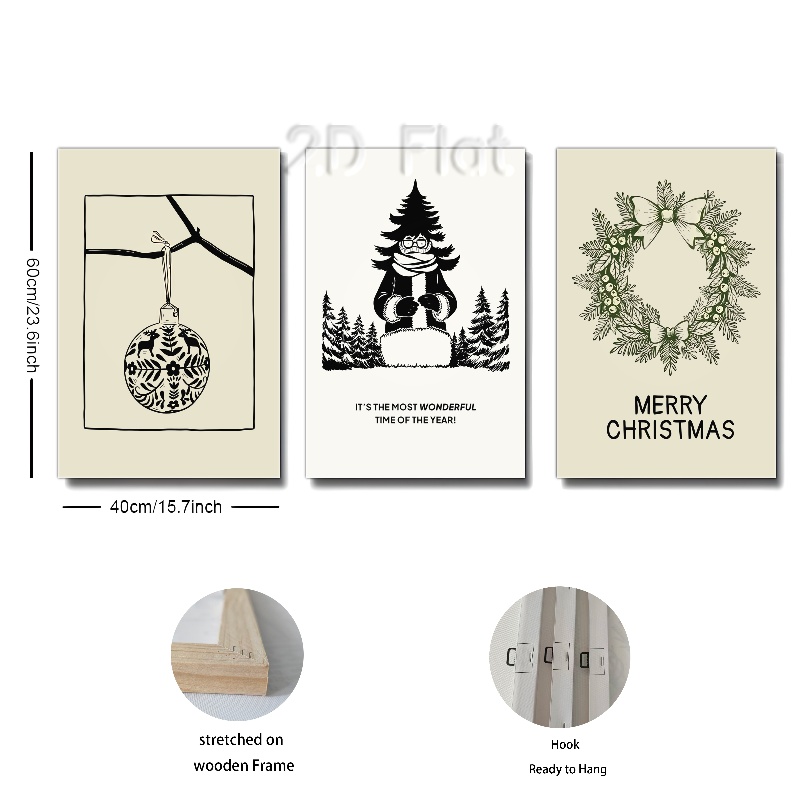 2D Flat
60cm/23.6inch
IT'S THE MOST WONDERFUL
TIME OF THE YEAR!
MERRY
CHRISTMAS
40cm/15.7inch
stretched on
wooden Frame
Hook
Ready to Hang